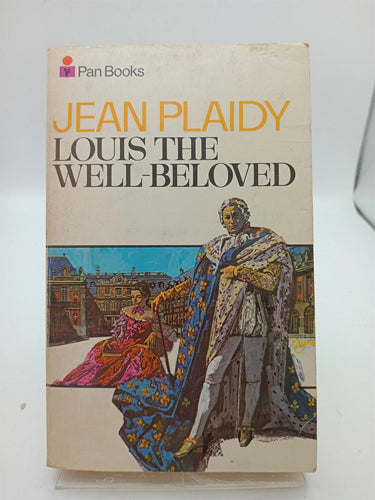 Pan Books
JEAN PLAIDY
LOUIS THE
WELL-BELOVED